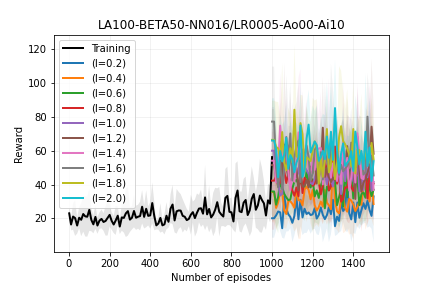 LA100-BETA50-NN016/LR0005-Ao00-Ai10
120
100
80
60
40
20
Reward
Training
(l=0.2)
(l=0.4)
(l=0.6)
(l=0.8)
(l=1.0)
(l=1.2)
(l=1.4)
(l=1.6)
(l=1.8)
(l=2.0)
0 200 400 600 800 1000 1200 1400
Number of episodes